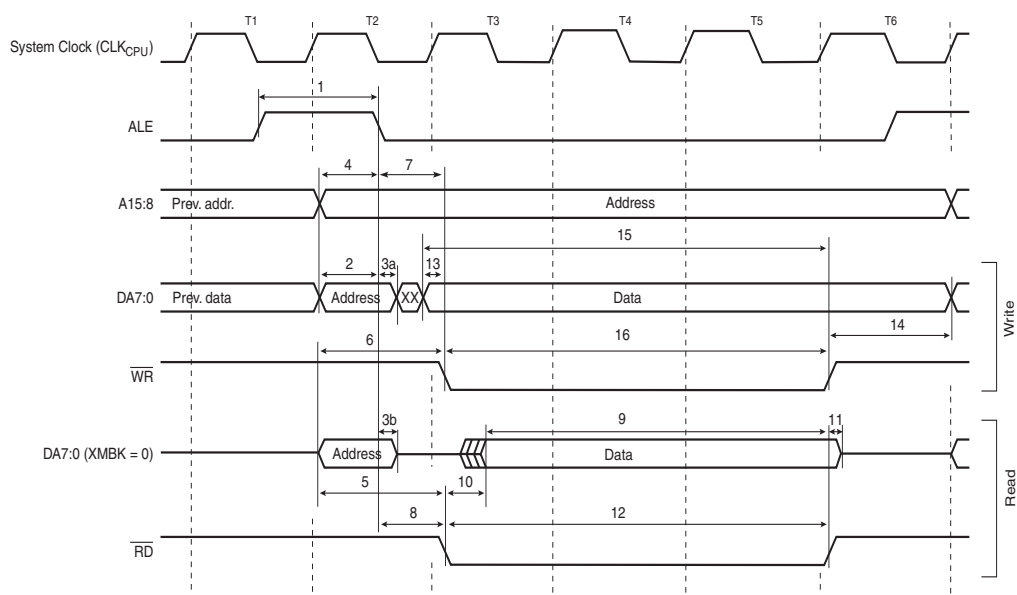 T1 T2 T3 T4 T5 T6
System Clock (CLKCPU)
1
ALE
4 7
A15:8 Prev. addr. Address
15
2 3a 13
DA7:0 Prev. data Address XX Data
14
6 16
WR
Write
3b 9 11
DA7:0 (XMBK = 0) Address Data
5 10
8 12
RD
Read